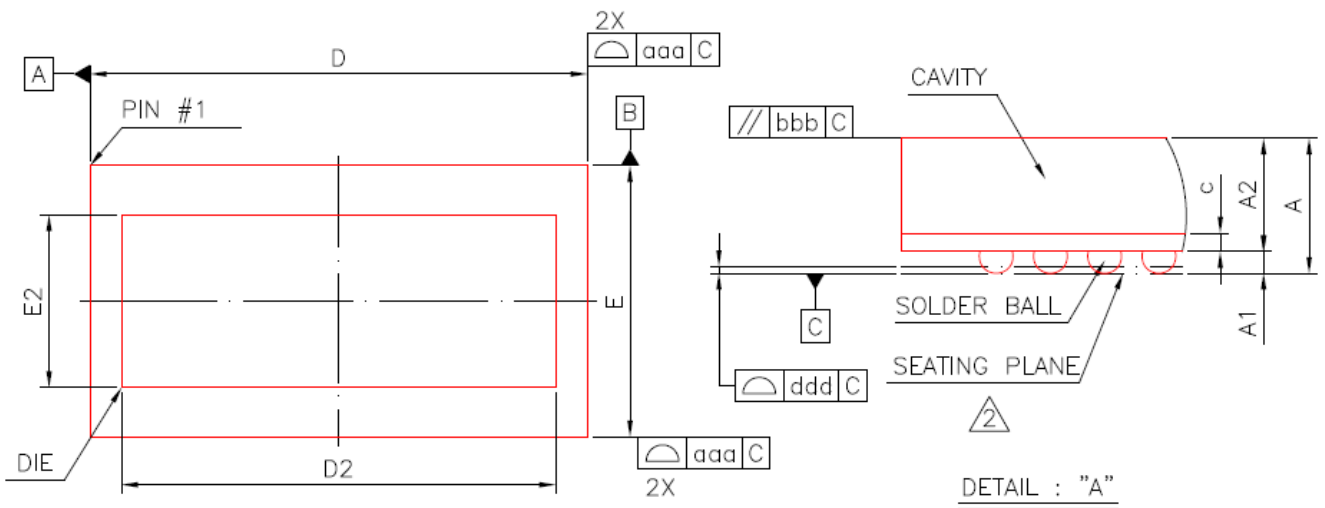 2X
⌓ aaa C
A
D
PIN #1
B
E2
E
DIE
D2
⌓ aaa C
2X
CAVITY
// bbb C
c
A2
A
SOLDER BALL
A1
C
SEATING PLANE
⌓ ddd C
2
DETAIL : "A"